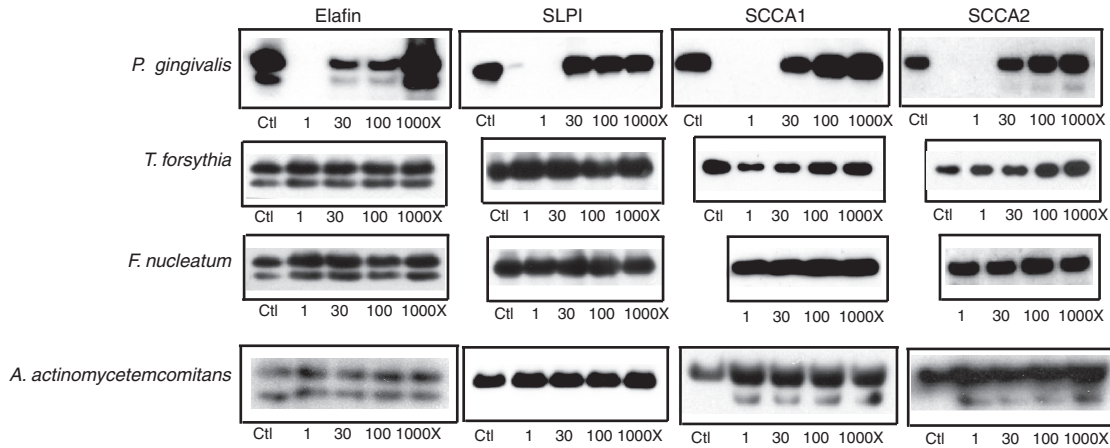 Elafin SLPI SCCA1 SCCA2
P. gingivalis
Ctl 1 30 100 1000X Ctl 1 30 100 1000X Ctl 1 30 100 1000X Ctl 1 30 100 1000X
T. forsythia
Ctl 1 30 100 1000X Ctl 1 30 100 1000X Ctl 1 30 100 1000X Ctl 1 30 100 1000X
F. nucleatum
Ctl 1 30 100 1000X Ctl 1 30 100 1000X 1 30 100 1000X 1 30 100 1000X
A. actinomycetemcomitans
Ctl 1 30 100 1000X Ctl 1 30 100 1000X Ctl 1 30 100 1000X Ctl 1 30 100 1000X